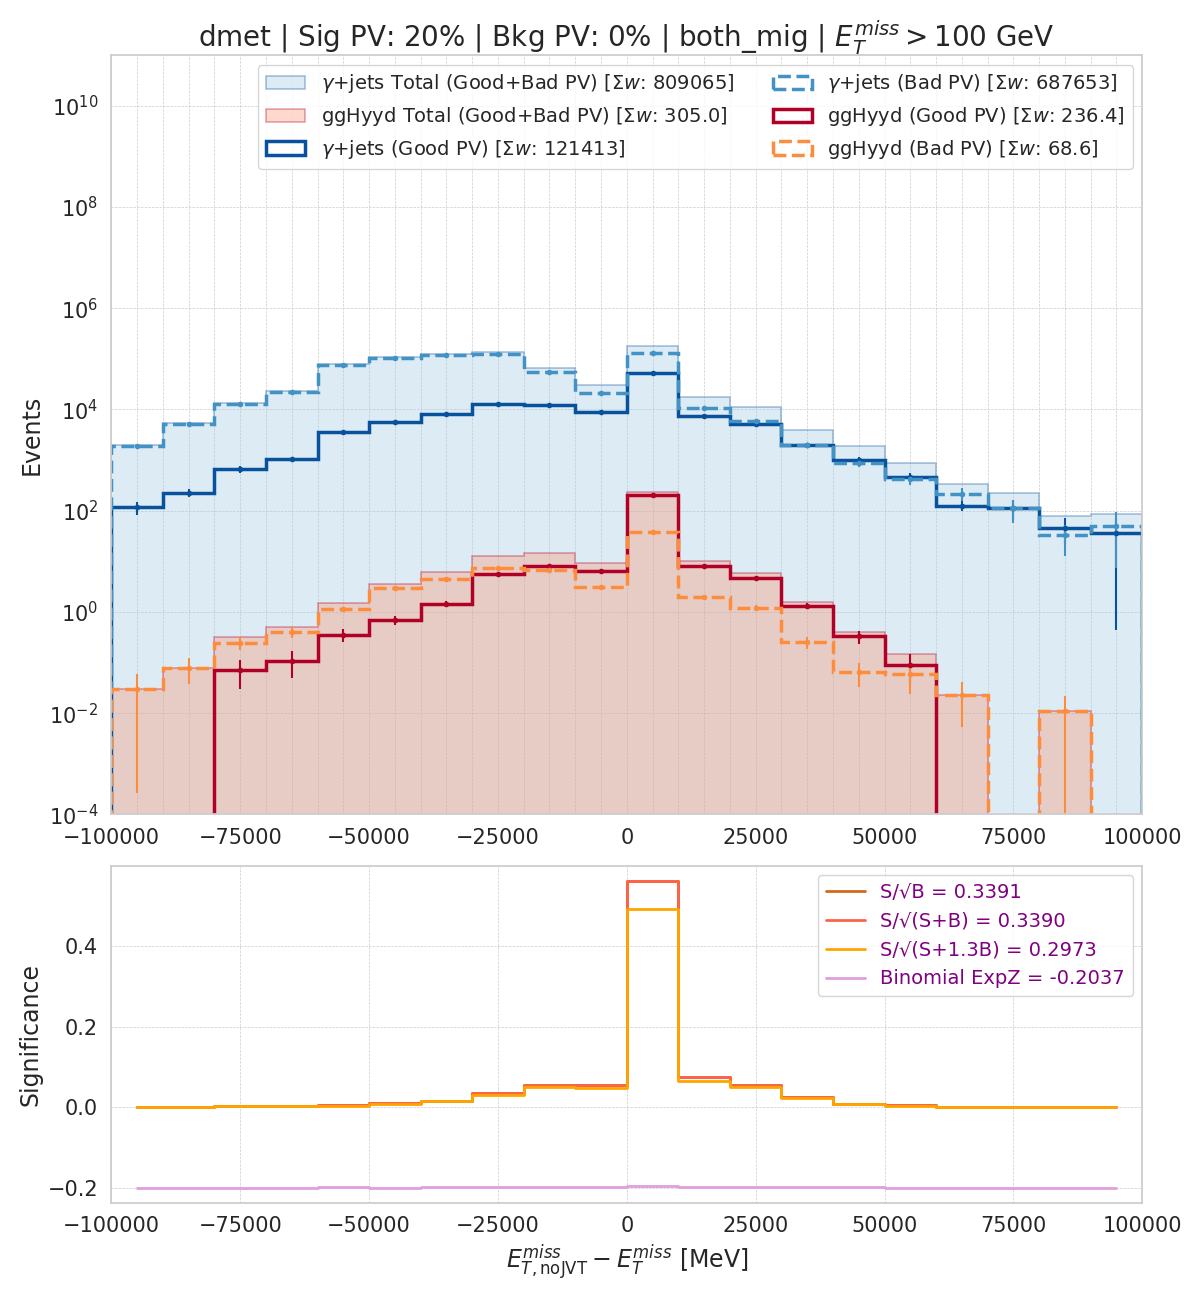 dmet | Sig PV: 20% | Bkg PV: 0% | both_mig | $E_T^{miss} > 100$ GeV
γ+jets Total (Good+Bad PV) [Σw: 809065]
ggHyyd Total (Good+Bad PV) [Σw: 305.0]
γ+jets (Good PV) [Σw: 121413]
γ+jets (Bad PV) [Σw: 687653]
ggHyyd (Good PV) [Σw: 236.4]
ggHyyd (Bad PV) [Σw: 68.6]
Events
$10^{10}$
$10^{8}$
$10^{6}$
$10^{4}$
$10^{2}$
$10^{0}$
$10^{-2}$
$10^{-4}$
−100000 −75000 −50000 −25000 0 25000 50000 75000 100000
S/√B = 0.3391
S/√(S+B) = 0.3390
S/√(S+1.3B) = 0.2973
Binomial ExpZ = -0.2037
Significance
0.4
0.2
0.0
−0.2
−100000 −75000 −50000 −25000 0 25000 50000 75000 100000
$E_{T,noJVT}^{miss} - E_T^{miss}$ [MeV]